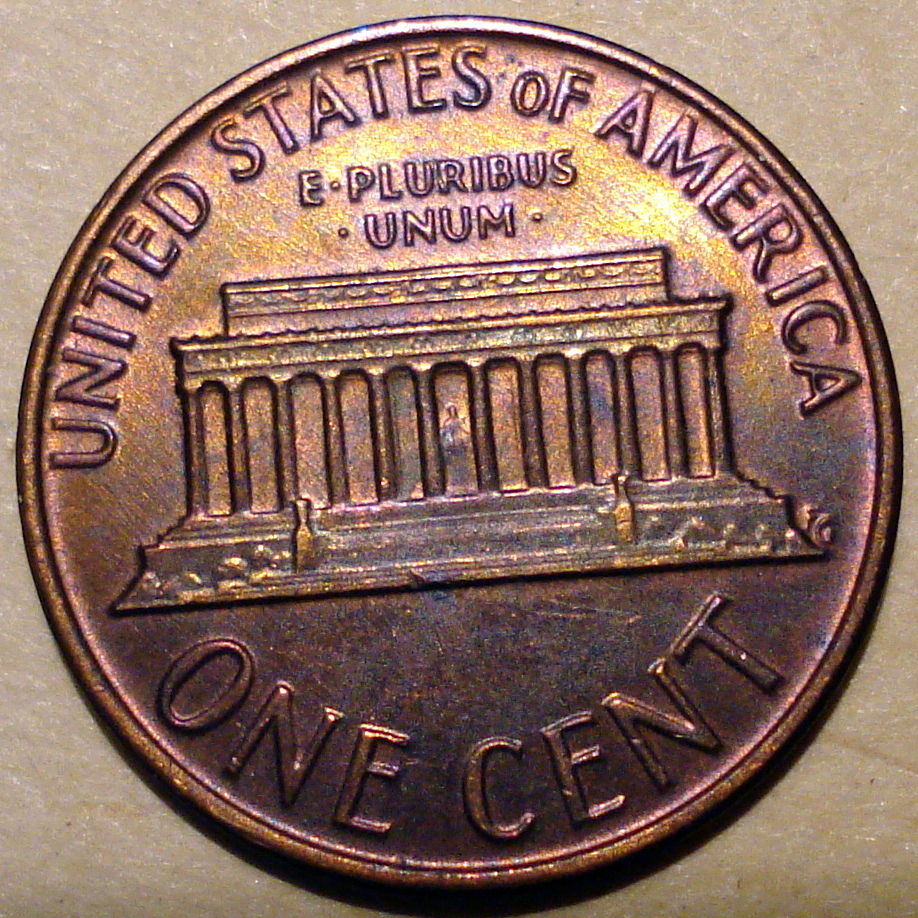 UNITED STATES OF AMERICA
E·PLURIBUS
·UNUM·
ONE CENT